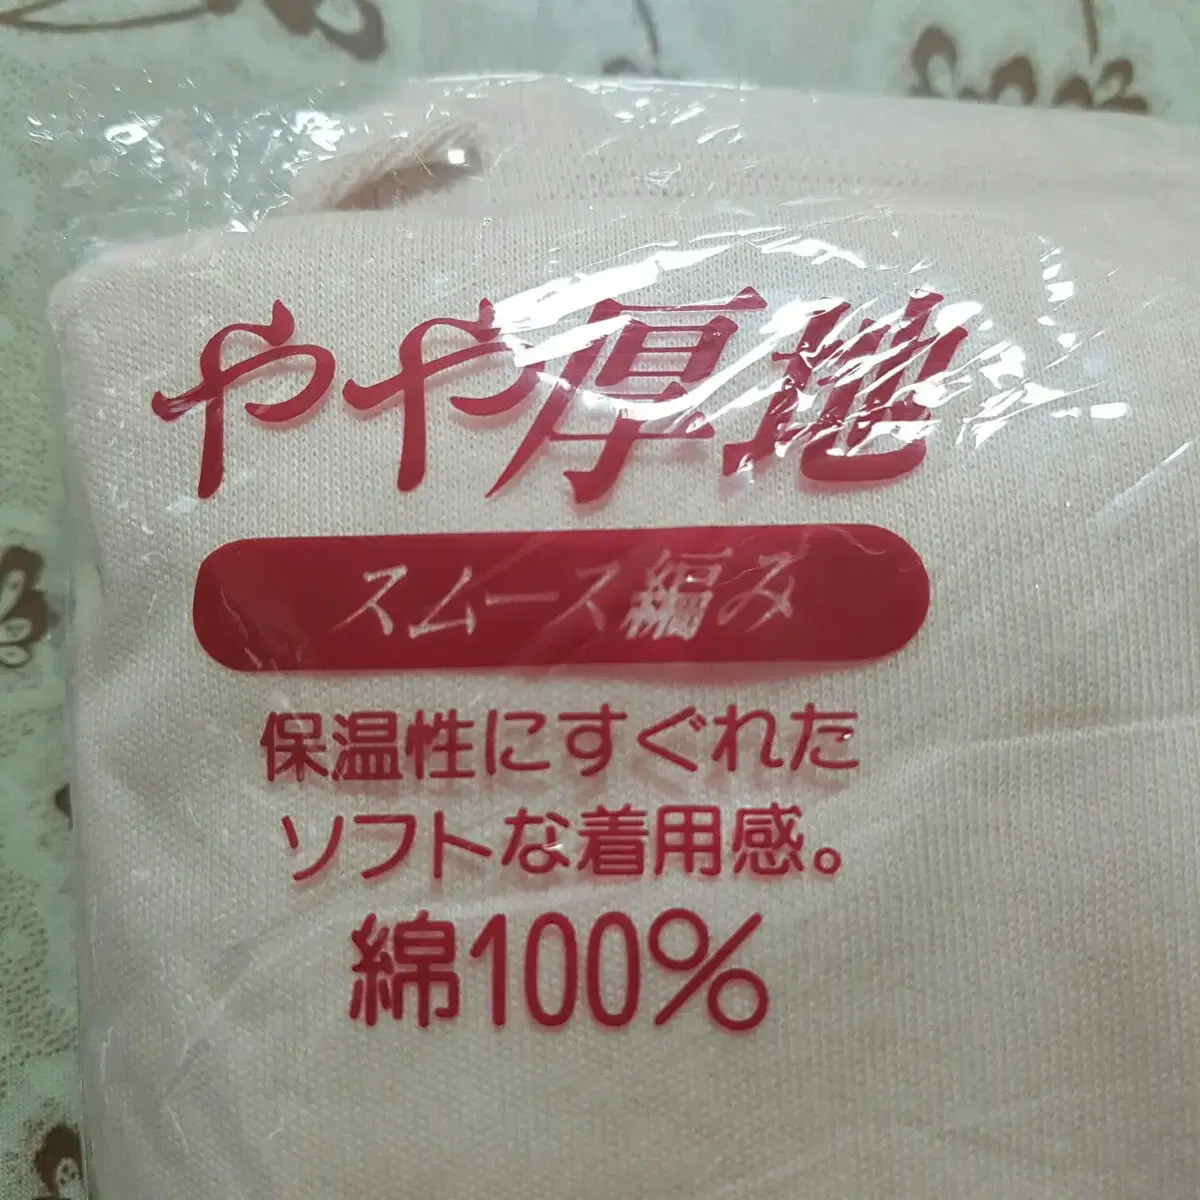 やや厚地
スムース編み
保温性にすぐれた
ソフトな着用感。
綿100%